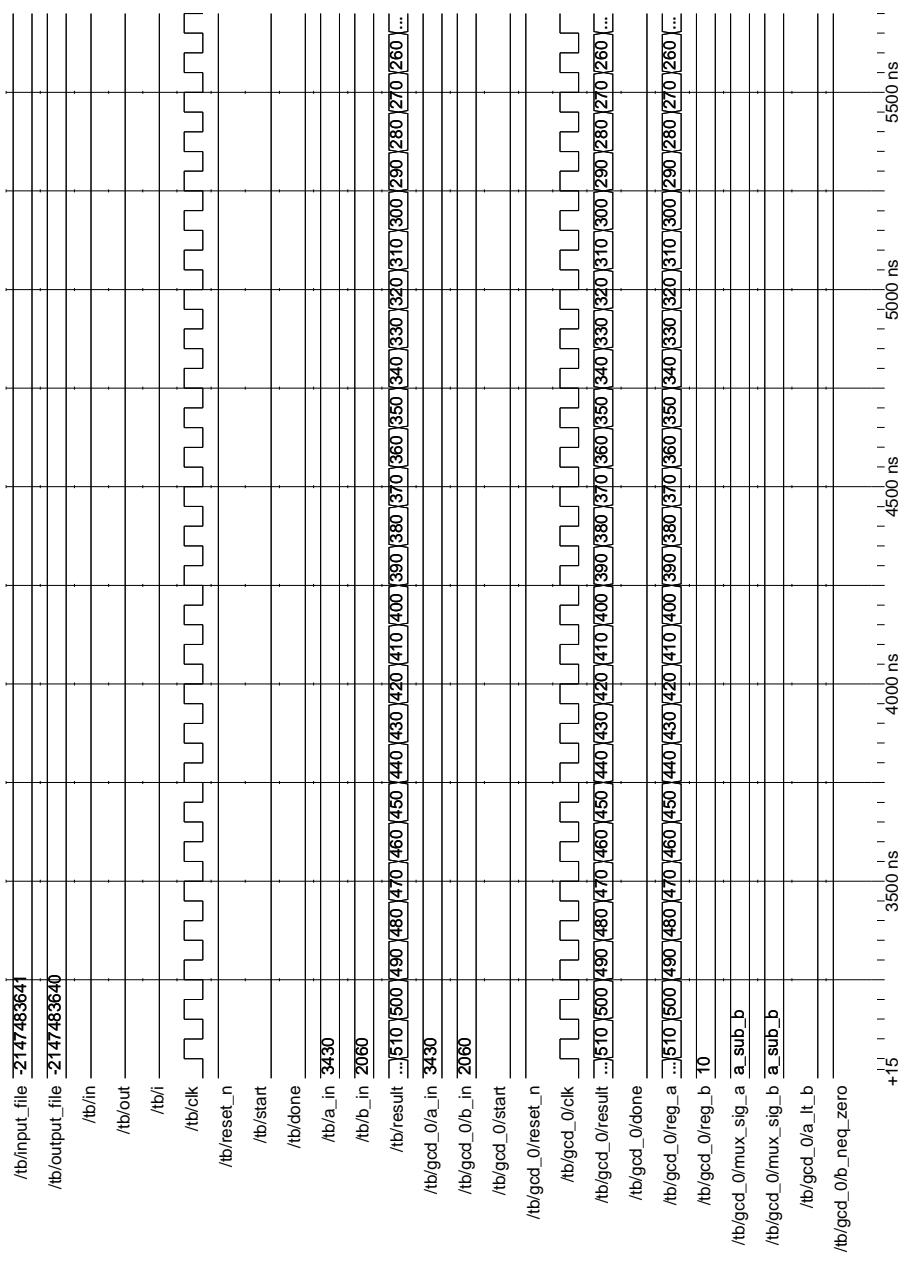 /tb/input_file -2147483641
/tb/output_file -2147483640
/tb/in
/tb/out
/tb/i
/tb/clk
/tb/reset_n
/tb/start
/tb/done
/tb/a_in 3430
/tb/b_in 2060
/tb/result ... 510 500 490 480 470 460 450 440 430 420 410 400 390 380 370 360 350 340 330 320 310 300 290 280 270 260 ...
/tb/gcd_0/a_in 3430
/tb/gcd_0/b_in 2060
/tb/gcd_0/start
/tb/gcd_0/reset_n
/tb/gcd_0/clk
/tb/gcd_0/result ... 510 500 490 480 470 460 450 440 430 420 410 400 390 380 370 360 350 340 330 320 310 300 290 280 270 260 ...
/tb/gcd_0/done
/tb/gcd_0/reg_a ... 510 500 490 480 470 460 450 440 430 420 410 400 390 380 370 360 350 340 330 320 310 300 290 280 270 260 ...
/tb/gcd_0/reg_b 10
/tb/gcd_0/mux_sig_a a_sub_b
/tb/gcd_0/mux_sig_b a_sub_b
/tb/gcd_0/a_lt_b
/tb/gcd_0/b_neq_zero
+15 3500 ns 4000 ns 4500 ns 5000 ns 5500 ns